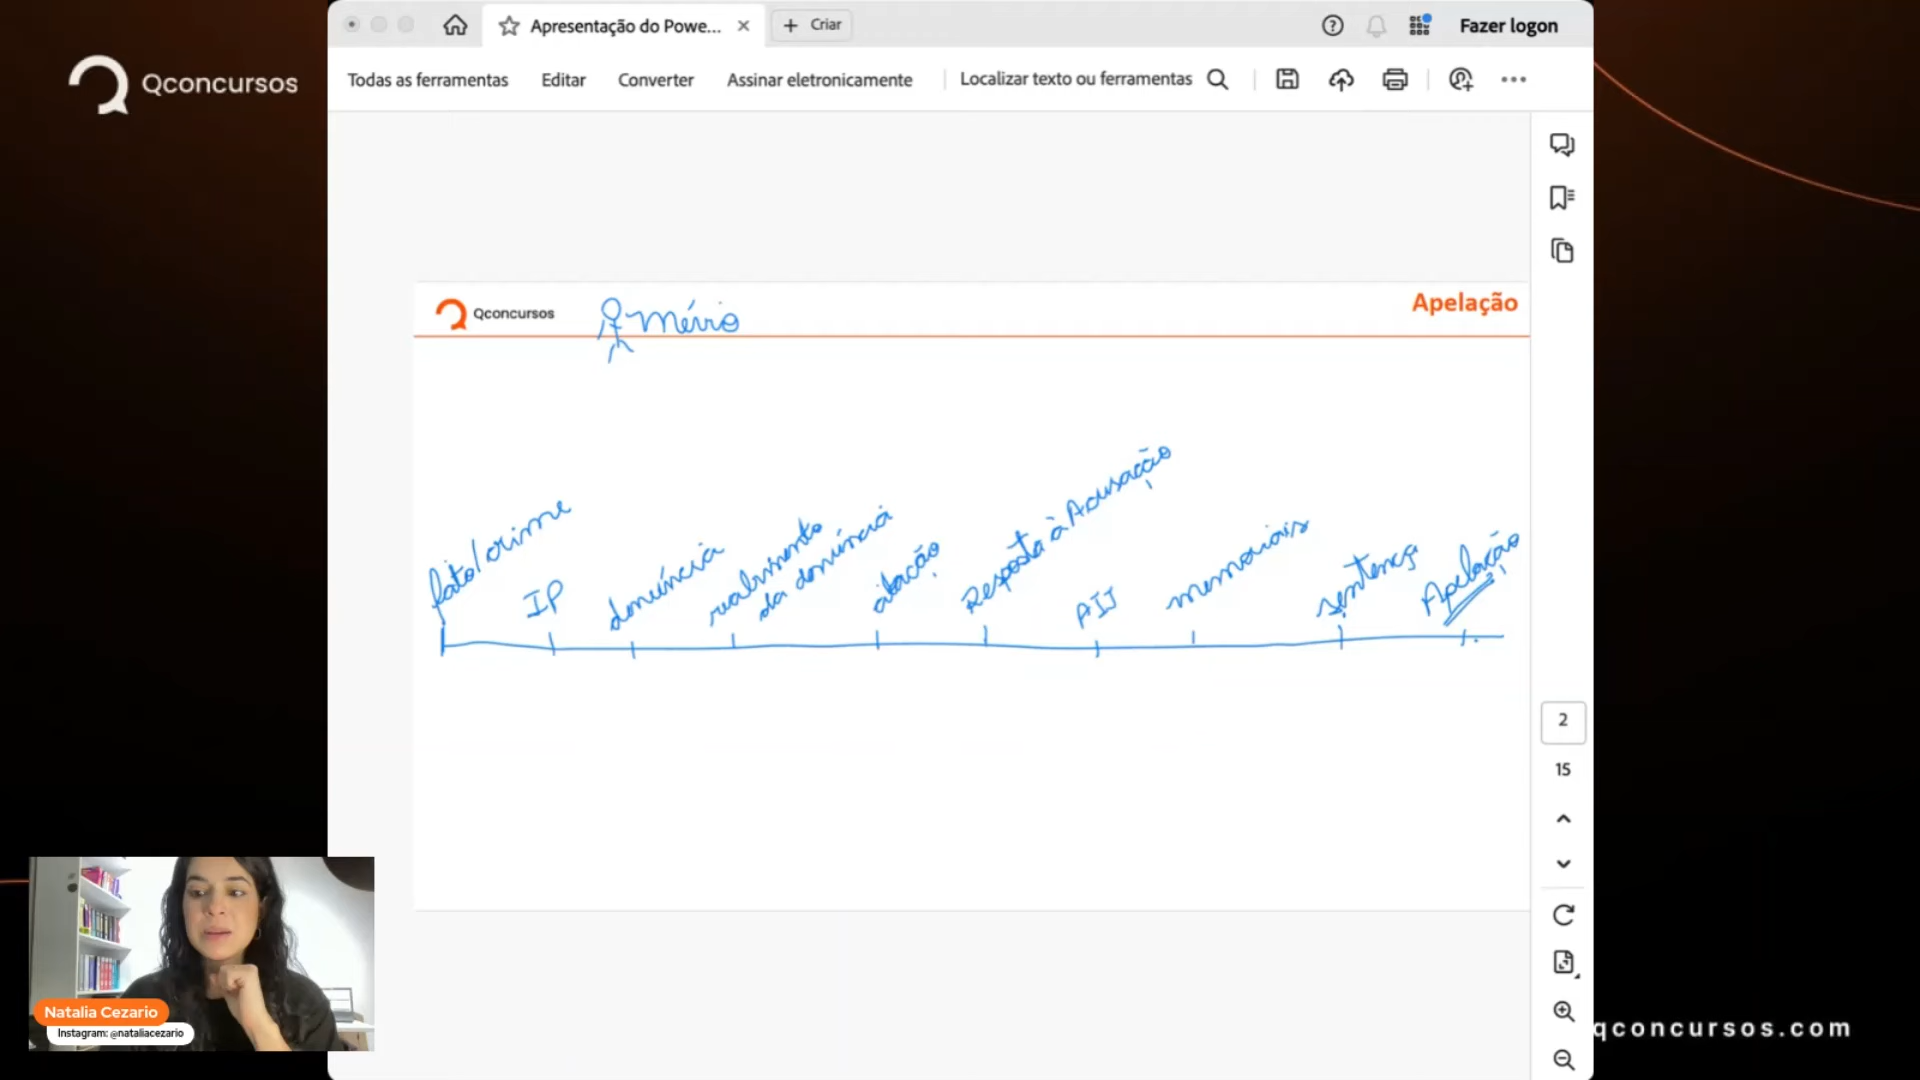 Apresentação do Powe...
Criar
Fazer logon
Qconcursos
Todas as ferramentas
Editar
Converter
Assinar eletronicamente
Localizar texto ou ferramentas
Qconcursos
Mévio
Apelação
fato/crime
IP
denúncia
recebimento
da denúncia
citação
Resposta à Acusação
AIJ
memoriais
sentença
Apelação
2
15
Natalia Cezario
Instagram: @nataliacezario
qconcursos.com